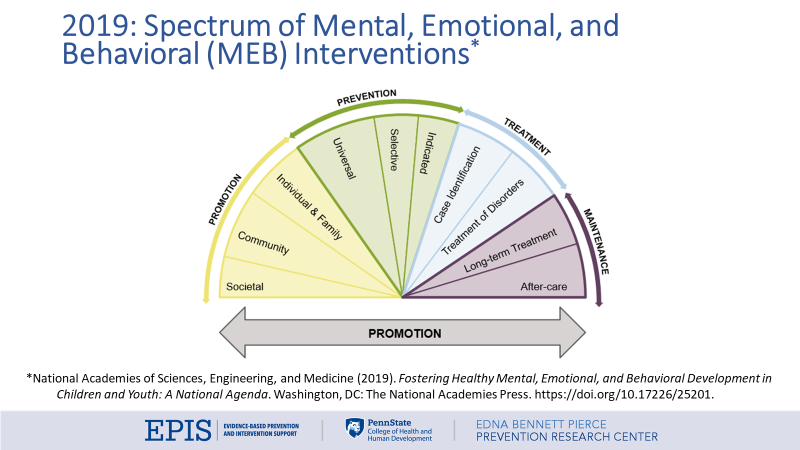 2019: Spectrum of Mental, Emotional, and
Behavioral (MEB) Interventions*
PROMOTION
PREVENTION
TREATMENT
MAINTENANCE
Societal
Community
Individual & Family
Universal
Selective
Indicated
Case Identification
Treatment of Disorders
Long-term Treatment
After-care
PROMOTION
*National Academies of Sciences, Engineering, and Medicine (2019). Fostering Healthy Mental, Emotional, and Behavioral Development in
Children and Youth: A National Agenda. Washington, DC: The National Academies Press. https://doi.org/10.17226/25201.
EPIS
EVIDENCE-BASED PREVENTION
AND INTERVENTION SUPPORT
PennState
College of Health and
Human Development
EDNA BENNETT PIERCE
PREVENTION RESEARCH CENTER